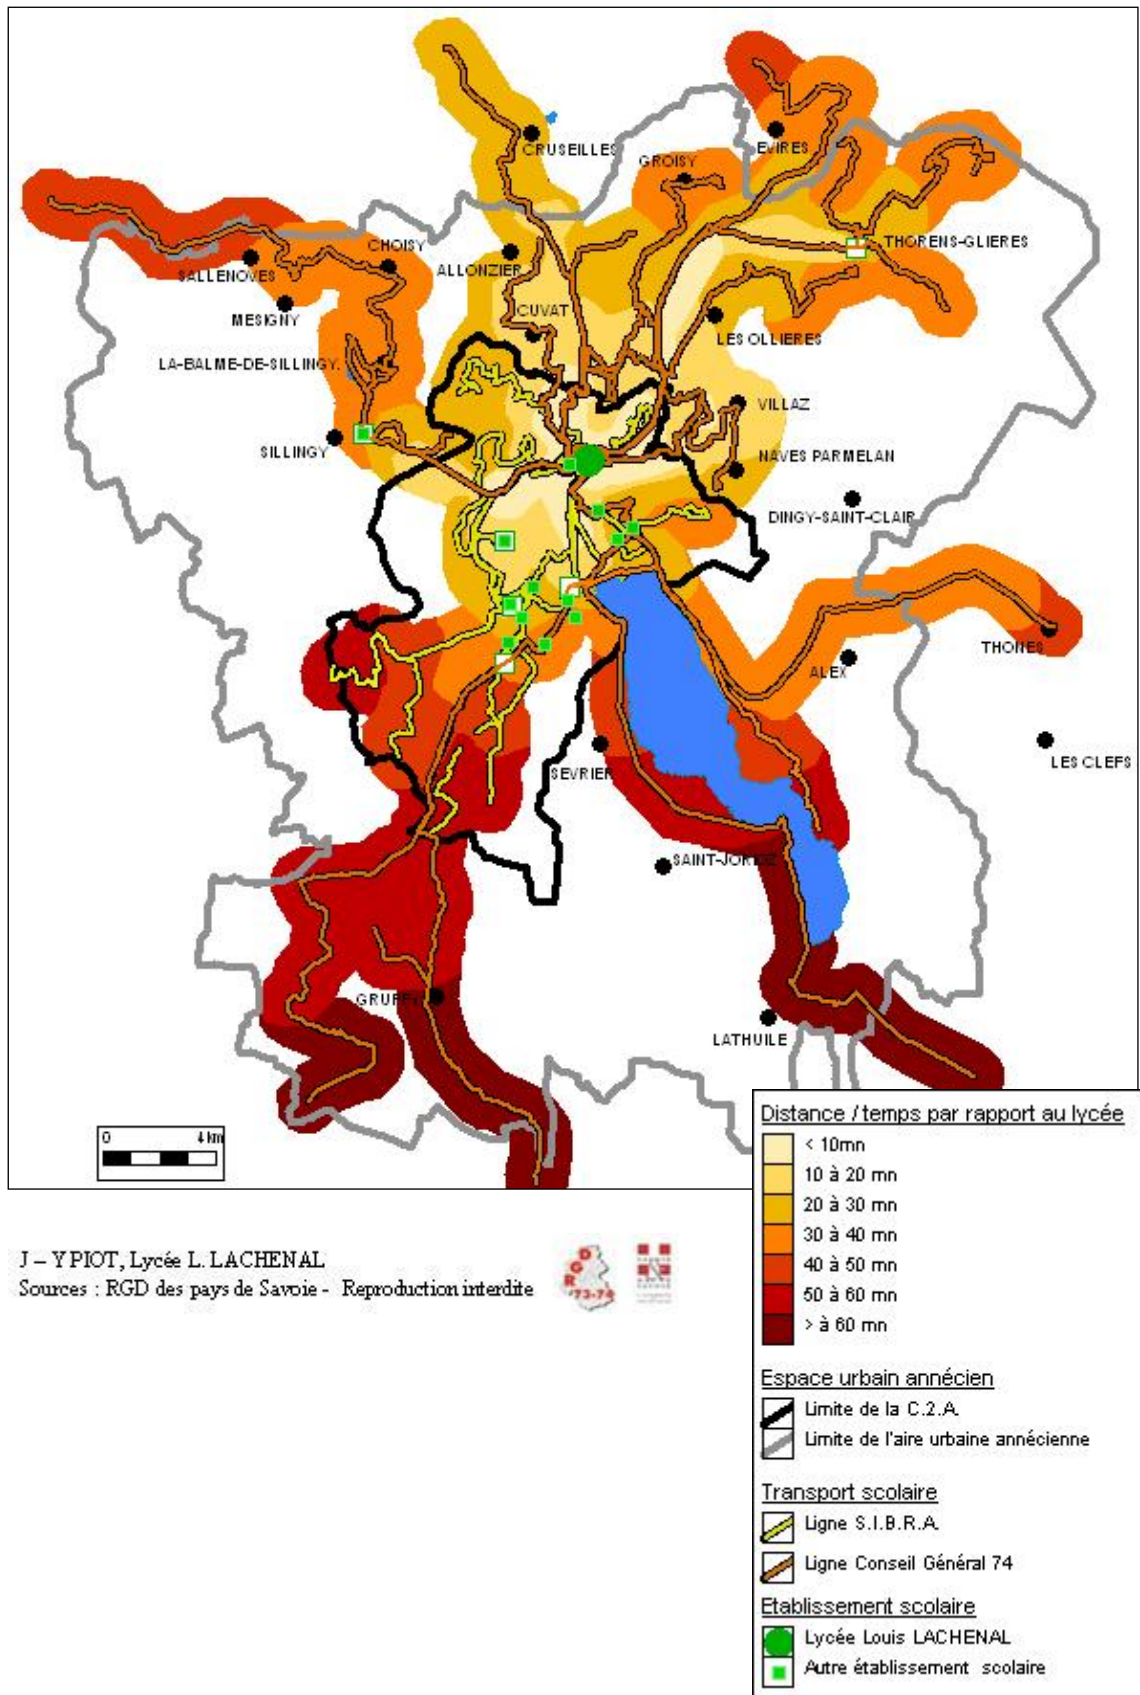 CRUSEILLES
EVIRES
GROISY
THORENS-GLIERES
CHOISY
ALLONZIER
SALLENOVES
MESIGNY
CUVAT
LES OLLIERES
LA-BALME-DE-SILLINGY.
VILLAZ
SILLINGY
NAVES PARMELAN
DINGY-SAINT-CLAIR
THONES
ALEX
LES CLEFS
SEVRIER
SAINT-JORIOZ
GRUFFY
LATHUILE
0 4 km
Distance / temps par rapport au lycée
< 10mn
10 à 20 mn
20 à 30 mn
30 à 40 mn
40 à 50 mn
50 à 60 mn
> à 60 mn
Espace urbain annécien
Limite de la C.2.A.
Limite de l'aire urbaine annécienne
Transport scolaire
Ligne S.I.B.R.A.
Ligne Conseil Général 74
Etablissement scolaire
Lycée Louis LACHENAL
Autre établissement scolaire
J – Y PIOT, Lycée L. LACHENAL
Sources : RGD des pays de Savoie - Reproduction interdite
R G D
73-74